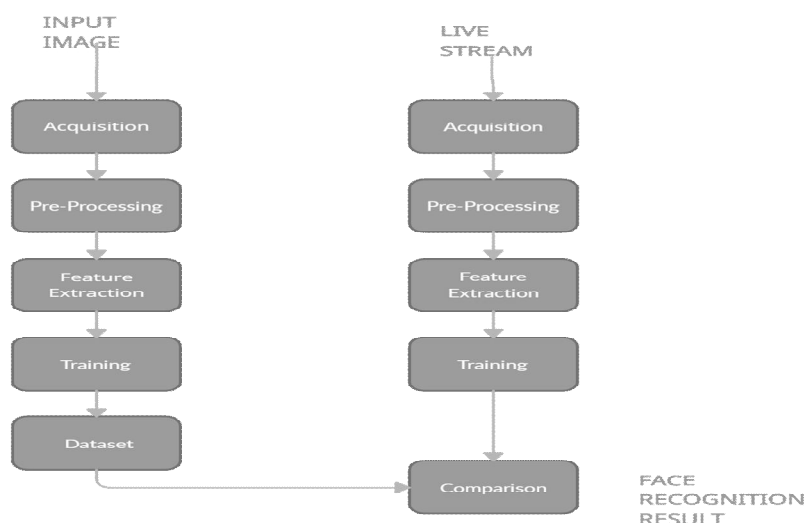 INPUT
IMAGE
Acquisition
Pre-Processing
Feature
Extraction
Training
Dataset
LIVE
STREAM
Acquisition
Pre-Processing
Feature
Extraction
Training
Comparison
FACE
RECOGNITION
RESULT